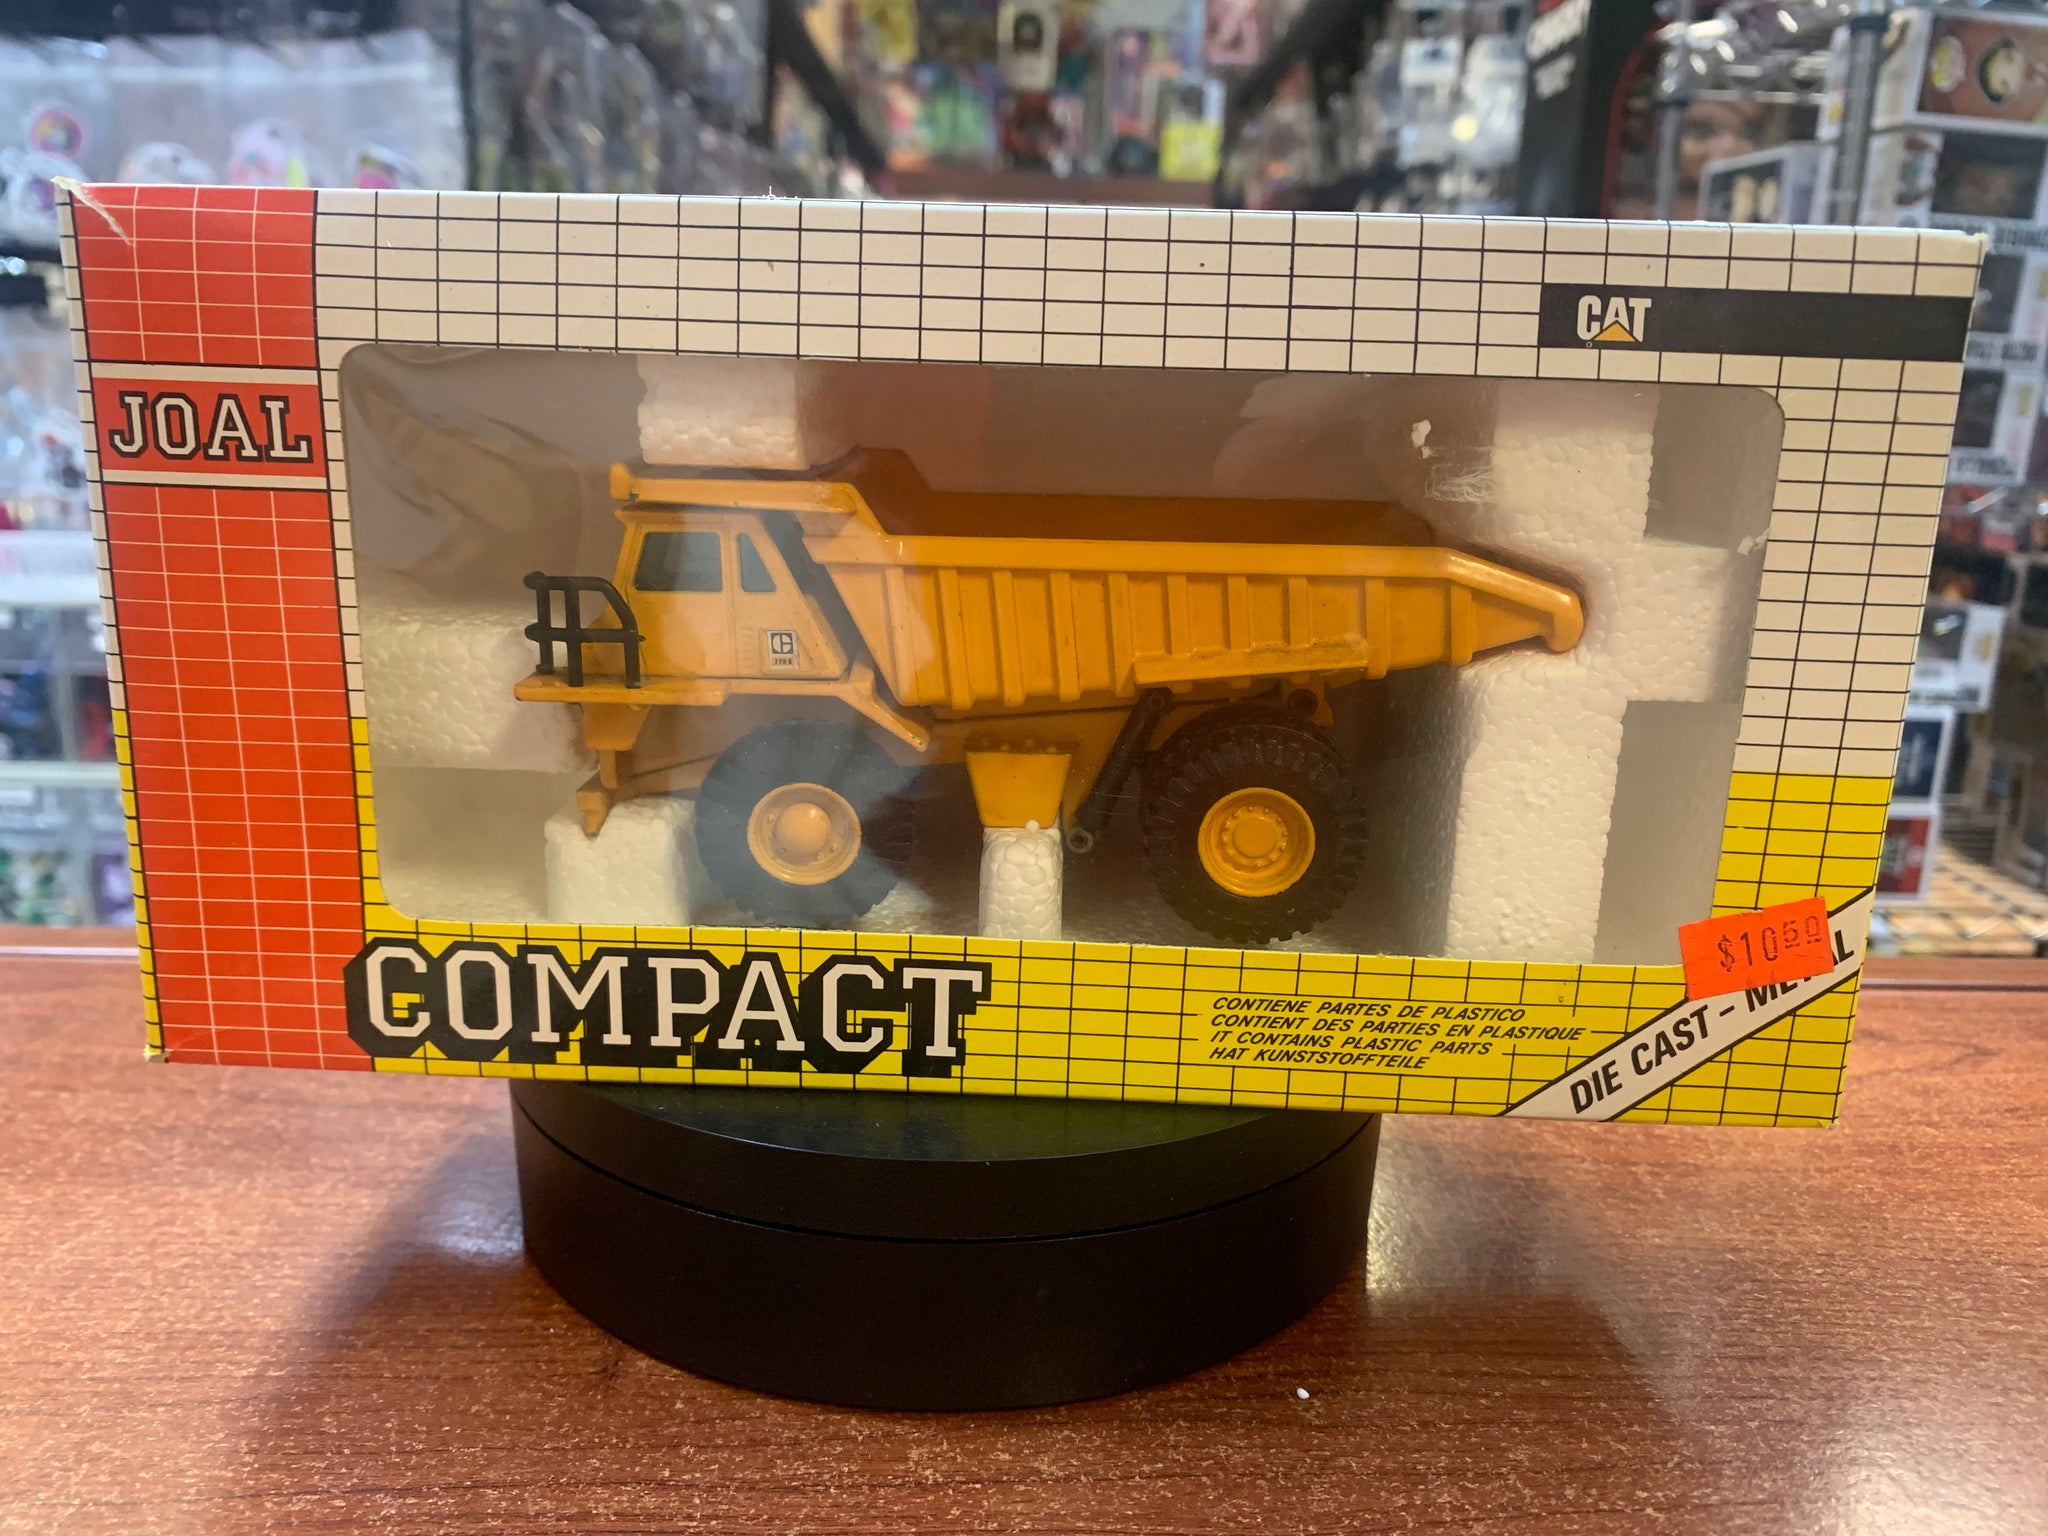 CAT
JOAL
COMPACT
CONTIENE PARTES DE PLASTICO
CONTIENT DES PARTIES EN PLASTIQUE
IT CONTAINS PLASTIC PARTS
HAT KUNSTSTOFFTEILE
$10.50
DIE CAST - METAL